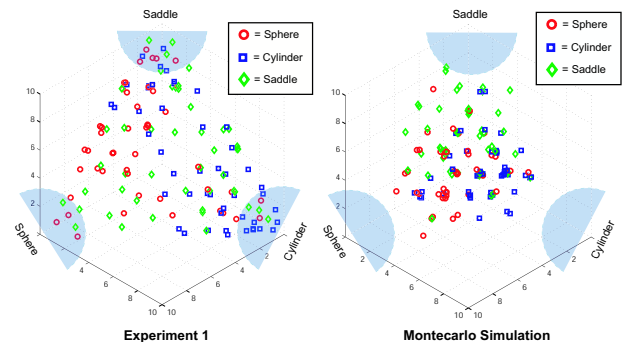 Saddle
= Sphere
= Cylinder
= Saddle
10
8
6
4
2
Sphere
4
6
8
10
10
8
6
4
2
Cylinder
Experiment 1
Saddle
= Sphere
= Cylinder
= Saddle
10
8
6
4
2
Sphere
2
4
6
8
10
10
8
6
4
2
Cylinder
Montecarlo Simulation